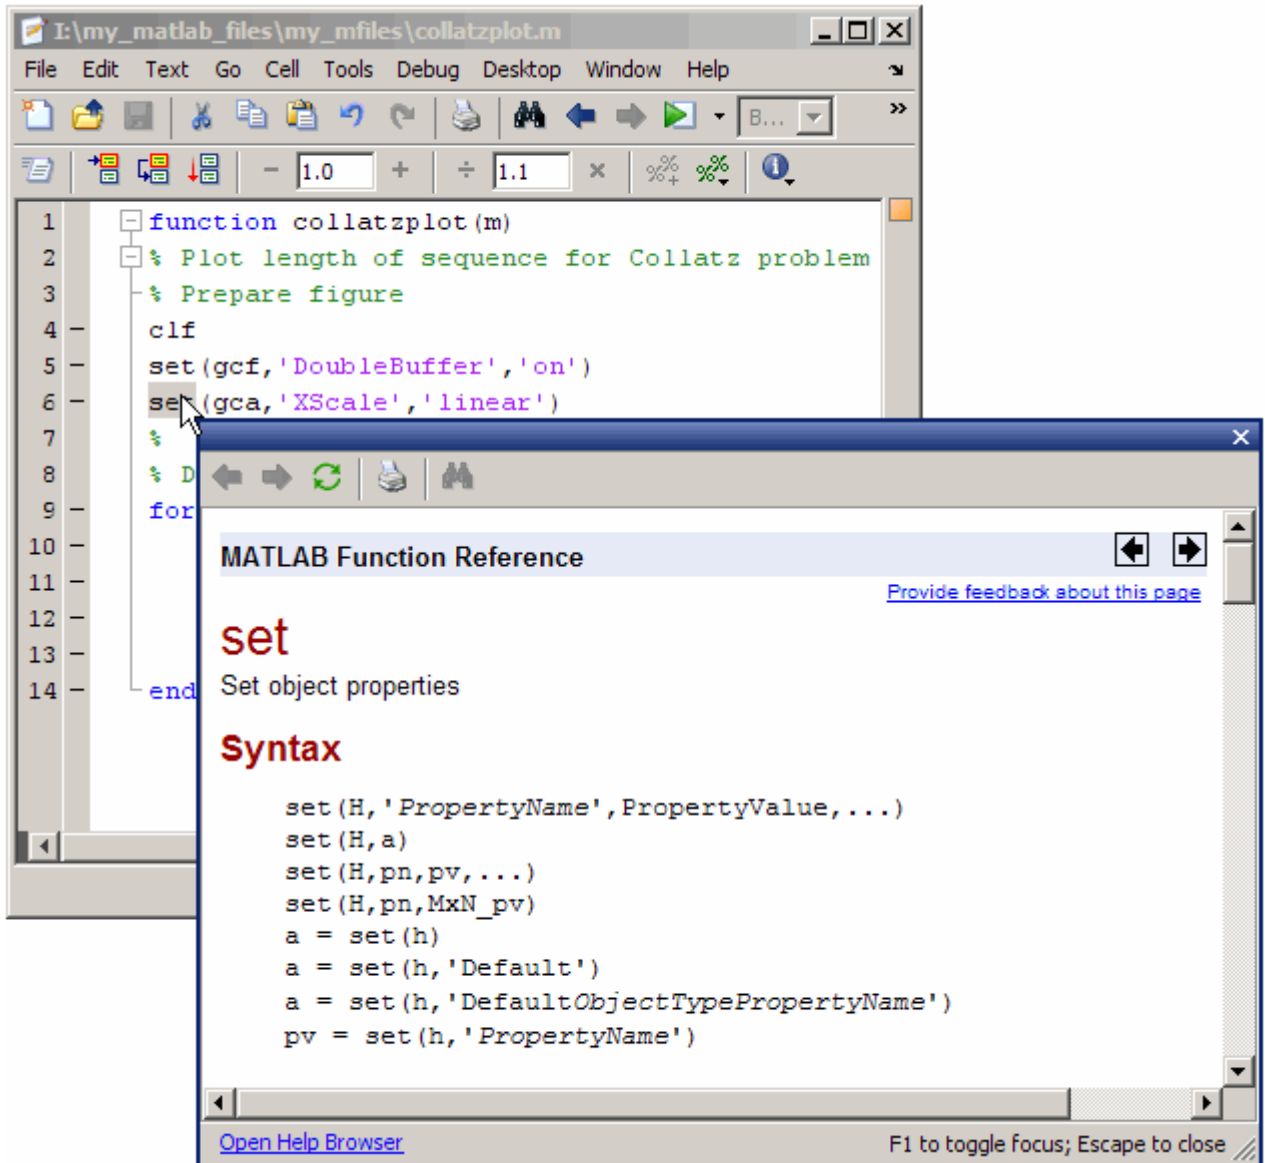 I:\my_matlab_files\my_mfiles\collatzplot.m
File Edit Text Go Cell Tools Debug Desktop Window Help
B...
1.0
1.1
1 function collatzplot(m)
2 % Plot length of sequence for Collatz problem
3 % Prepare figure
4 clf
5 set(gcf,'DoubleBuffer','on')
6 set(gca,'XScale','linear')
7 %
8 % D
9 for
10
11
12
13
14 end
MATLAB Function Reference
Provide feedback about this page
set
Set object properties
Syntax
set(H,'PropertyName',PropertyValue,...)
set(H,a)
set(H,pn,pv,...)
set(H,pn,MxN_pv)
a = set(h)
a = set(h,'Default')
a = set(h,'DefaultObjectTypePropertyName')
pv = set(h,'PropertyName')
Open Help Browser
F1 to toggle focus; Escape to close